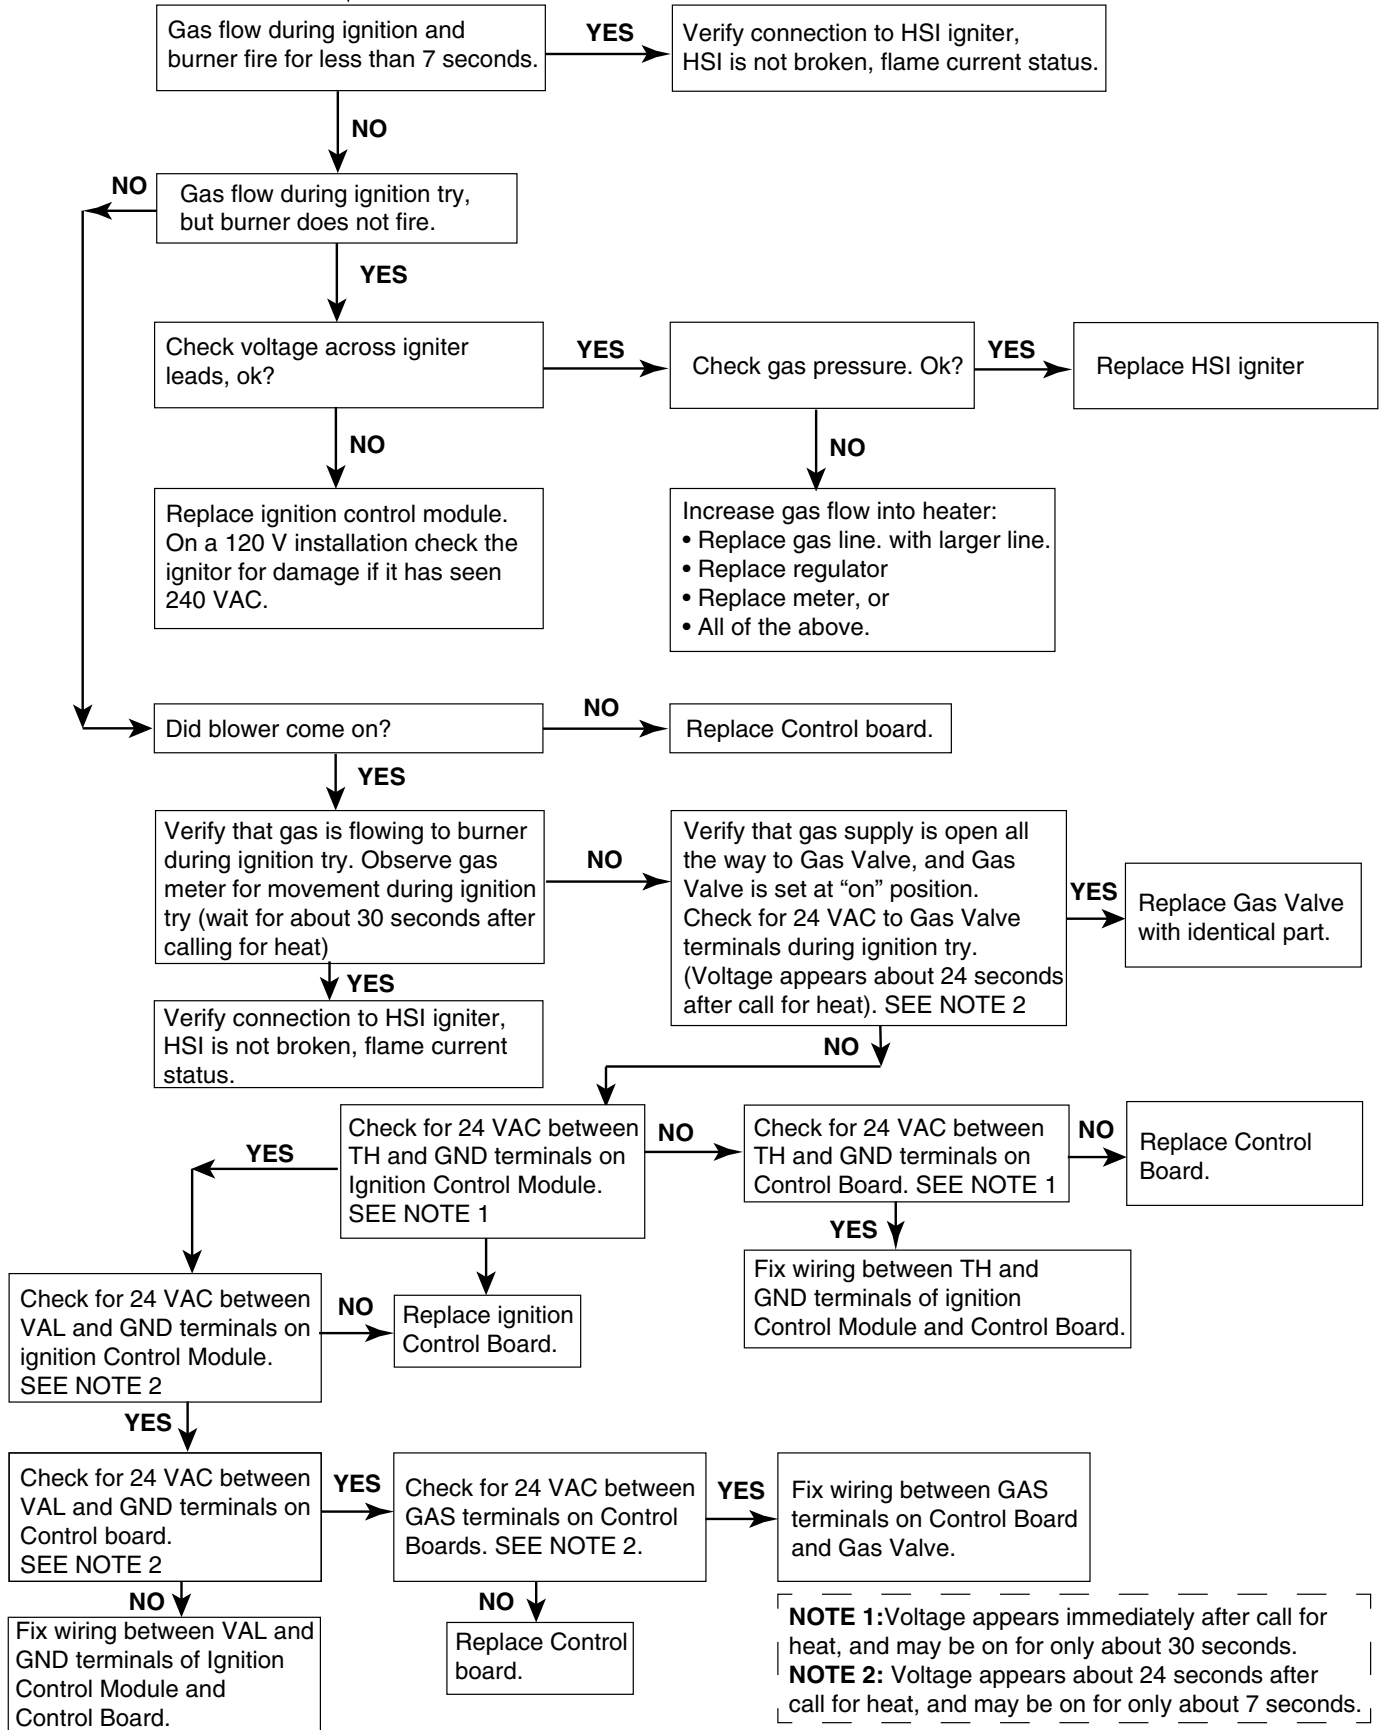 Gas flow during ignition and
burner fire for less than 7 seconds.
YES
Verify connection to HSI igniter,
HSI is not broken, flame current status.
NO
NO
Gas flow during ignition try,
but burner does not fire.
YES
Check voltage across igniter
leads, ok?
YES
Check gas pressure. Ok?
YES
Replace HSI igniter
NO
NO
Replace ignition control module.
On a 120 V installation check the
ignitor for damage if it has seen
240 VAC.
Increase gas flow into heater:
• Replace gas line. with larger line.
• Replace regulator
• Replace meter, or
• All of the above.
Did blower come on?
NO
Replace Control board.
YES
Verify that gas is flowing to burner
during ignition try. Observe gas
meter for movement during ignition
try (wait for about 30 seconds after
calling for heat)
NO
Verify that gas supply is open all
the way to Gas Valve, and Gas
Valve is set at “on” position.
Check for 24 VAC to Gas Valve
terminals during ignition try.
(Voltage appears about 24 seconds
after call for heat). SEE NOTE 2
YES
Replace Gas Valve
with identical part.
YES
Verify connection to HSI igniter,
HSI is not broken, flame current
status.
NO
YES
Check for 24 VAC between
TH and GND terminals on
Ignition Control Module.
SEE NOTE 1
NO
Check for 24 VAC between
TH and GND terminals on
Control Board. SEE NOTE 1
NO
Replace Control
Board.
YES
Fix wiring between TH and
GND terminals of ignition
Control Module and Control Board.
Check for 24 VAC between
VAL and GND terminals on
ignition Control Module.
SEE NOTE 2
NO
Replace ignition
Control Board.
YES
Check for 24 VAC between
VAL and GND terminals on
Control board.
SEE NOTE 2
YES
Check for 24 VAC between
GAS terminals on Control
Boards. SEE NOTE 2.
YES
Fix wiring between GAS
terminals on Control Board
and Gas Valve.
NO
Fix wiring between VAL and
GND terminals of Ignition
Control Module and
Control Board.
NO
Replace Control
board.
NOTE 1:Voltage appears immediately after call for
heat, and may be on for only about 30 seconds.
NOTE 2: Voltage appears about 24 seconds after
call for heat, and may be on for only about 7 seconds.